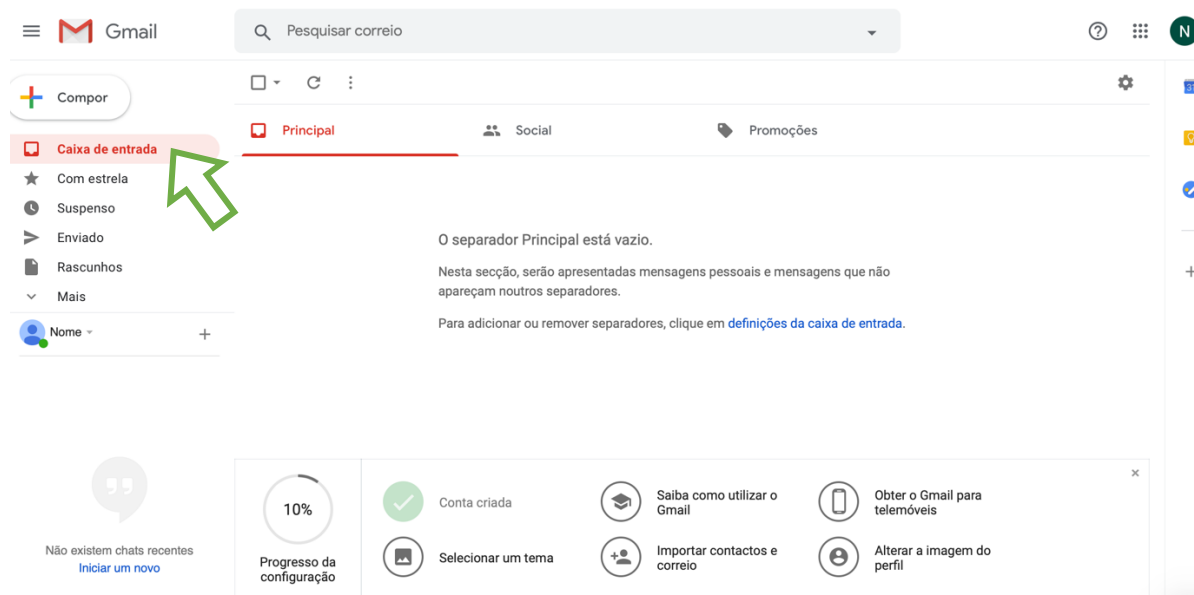 Gmail
Pesquisar correio
N
Compor
Caixa de entrada
Com estrela
Suspenso
Enviado
Rascunhos
Mais
Nome
Principal
Social
Promoções
O separador Principal está vazio.
Nesta secção, serão apresentadas mensagens pessoais e mensagens que não
apareçam noutros separadores.
Para adicionar ou remover separadores, clique em definições da caixa de entrada.
Não existem chats recentes
Iniciar um novo
10%
Progresso da
configuração
Conta criada
Selecionar um tema
Saiba como utilizar o
Gmail
Importar contactos e
correio
Obter o Gmail para
telemóveis
Alterar a imagem do
perfil